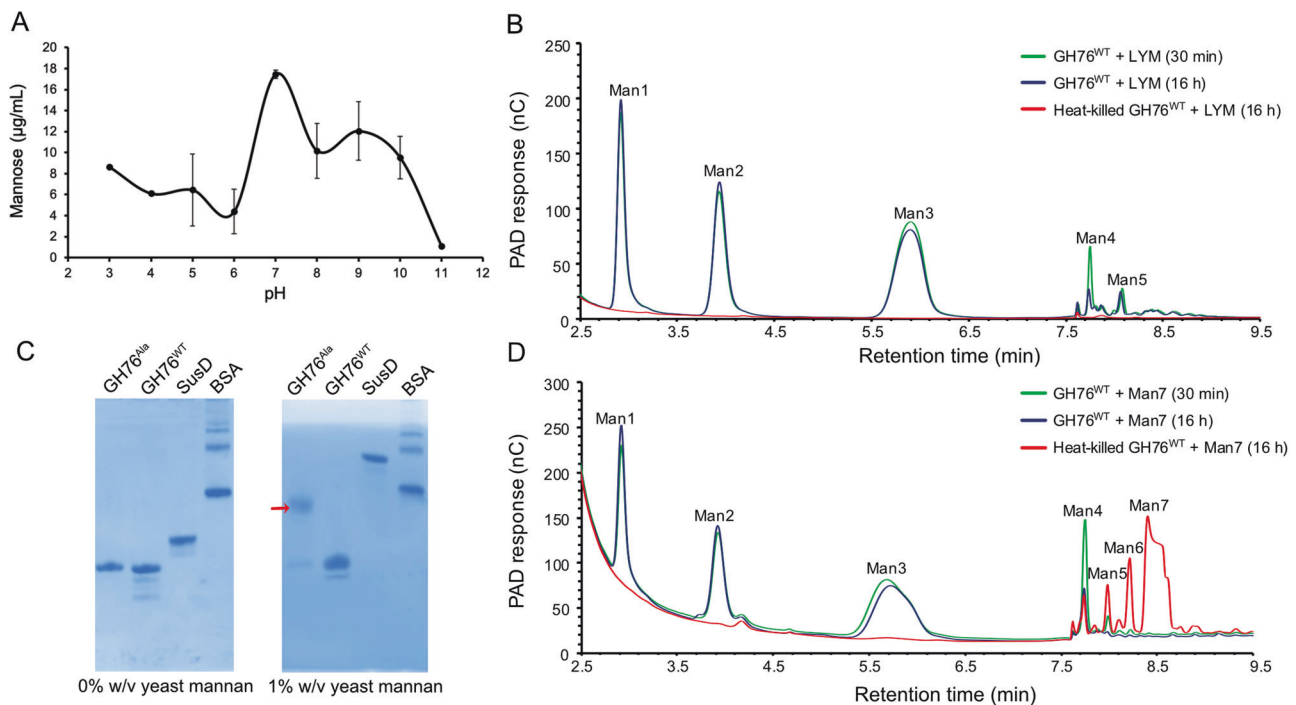 A
Mannose (µg/mL)
20
18
16
14
12
10
8
6
4
2
0
2 3 4 5 6 7 8 9 10 11 12
pH
B
PAD response (nC)
250
200
150
100
50
0
Man1
Man2
Man3
Man4
Man5
GH76WT + LYM (30 min)
GH76WT + LYM (16 h)
Heat-killed GH76WT + LYM (16 h)
2.5 3.5 4.5 5.5 6.5 7.5 8.5 9.5
Retention time (min)
C
GH76Ala GH76WT SusD BSA
GH76Ala GH76WT SusD BSA
0% w/v yeast mannan
1% w/v yeast mannan
D
PAD response (nC)
300
250
200
150
100
50
0
Man1
Man2
Man3
Man4
Man5
Man6
Man7
GH76WT + Man7 (30 min)
GH76WT + Man7 (16 h)
Heat-killed GH76WT + Man7 (16 h)
2.5 3.5 4.5 5.5 6.5 7.5 8.5 9.5
Retention time (min)